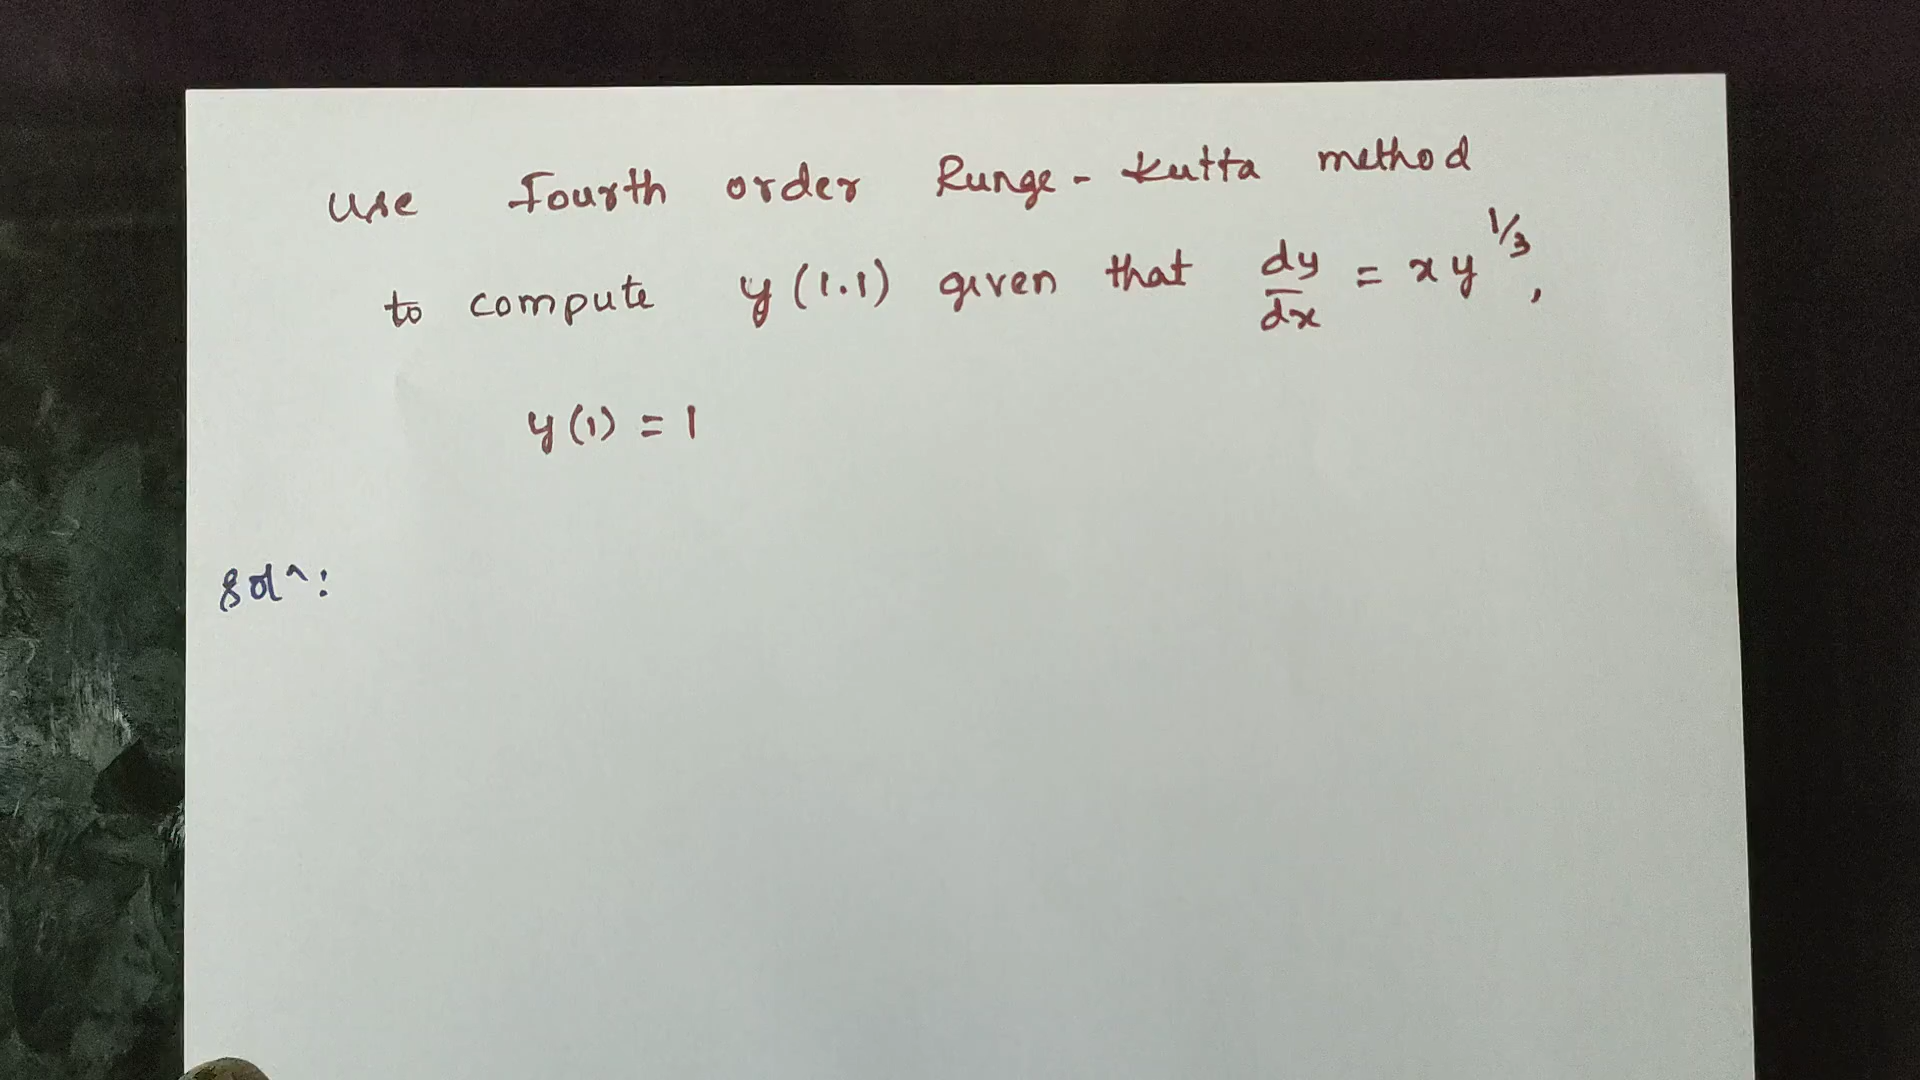 Use Fourth order Runge-Kutta method
to compute y(1.1) given that dy/dx = xy^1/3,
y(1) = 1
Sol^n: